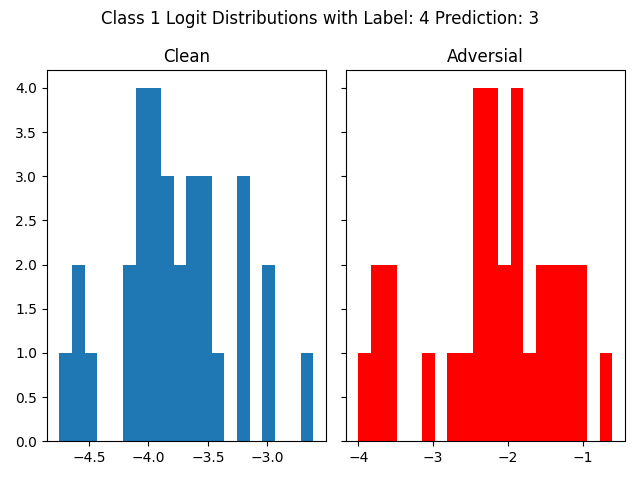 Class 1 Logit Distributions with Label: 4 Prediction: 3
Clean
Adversial
4.0
3.5
3.0
2.5
2.0
1.5
1.0
0.5
0.0
−4.5 −4.0 −3.5 −3.0
−4 −3 −2 −1